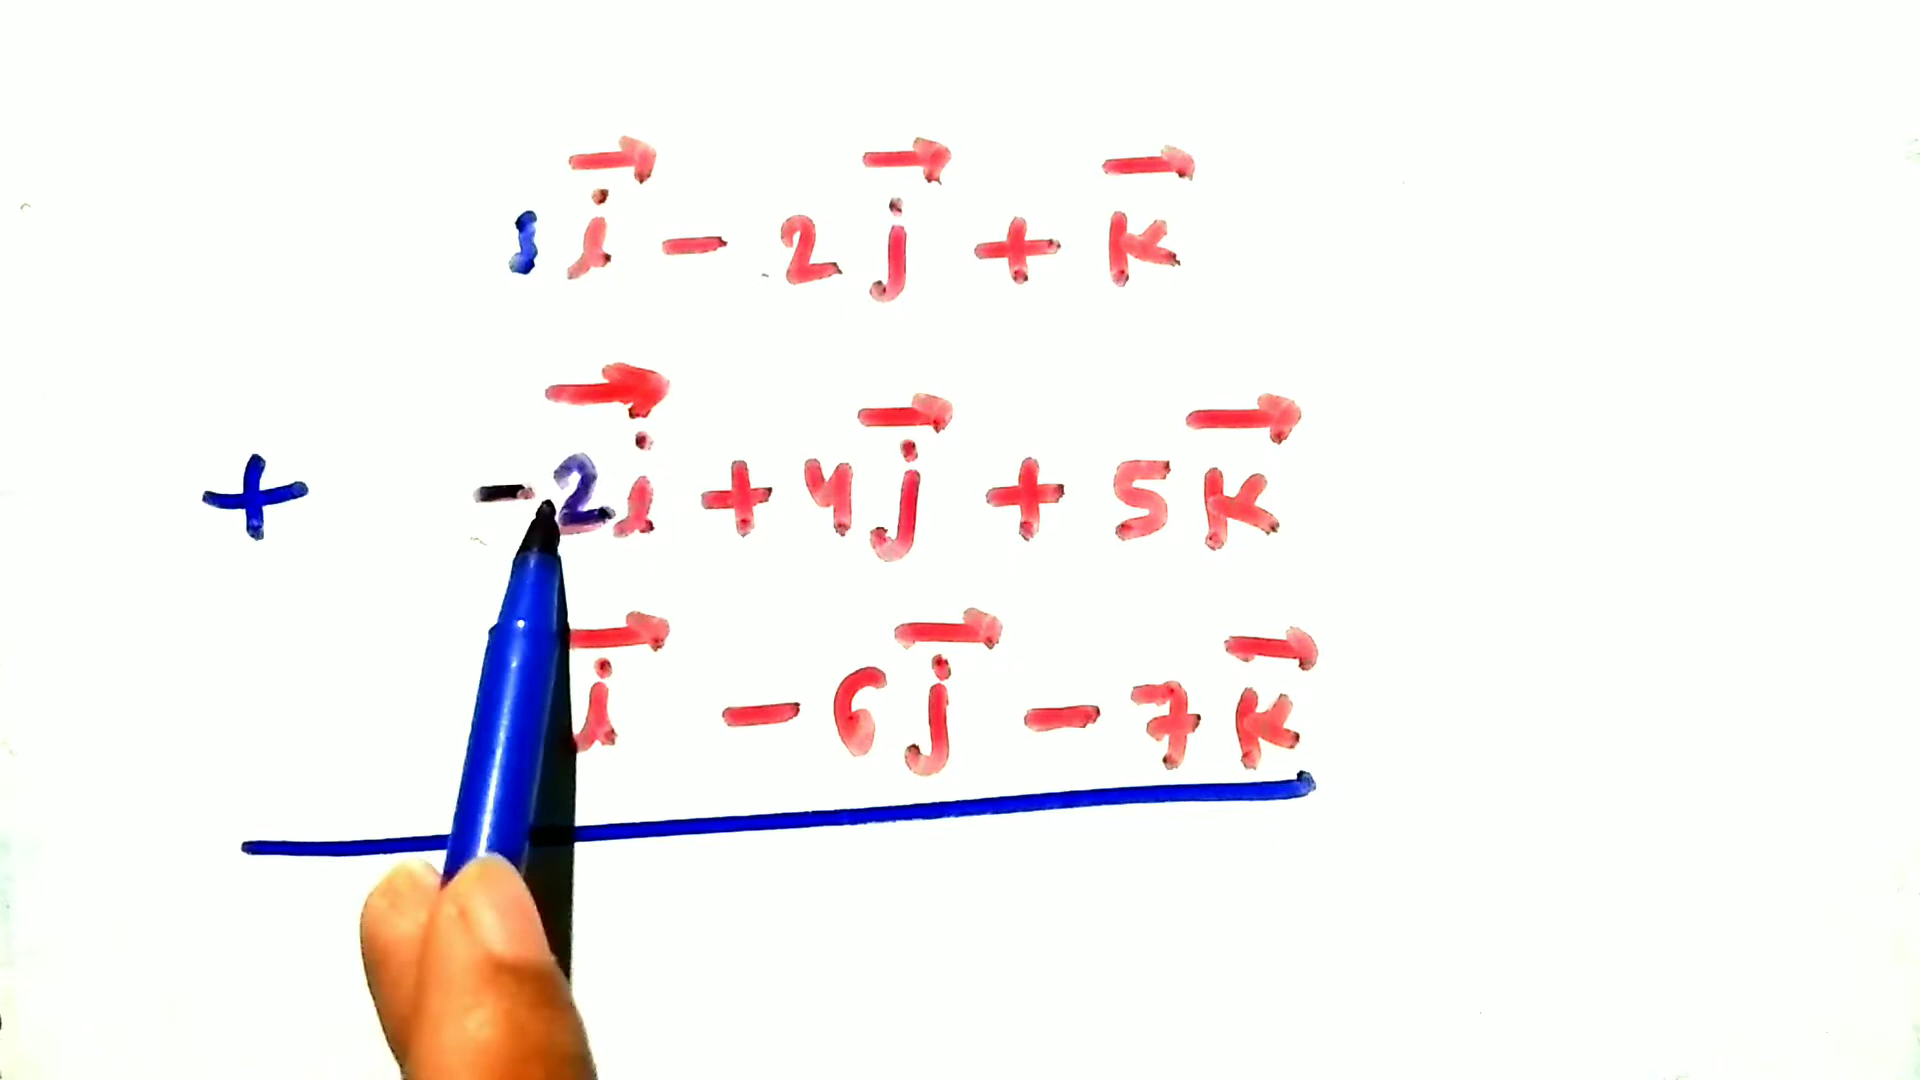 1i⃗ - 2j⃗ + k⃗
+ -2i⃗ + 4j⃗ + 5k⃗
i⃗ - 6j⃗ - 7k⃗